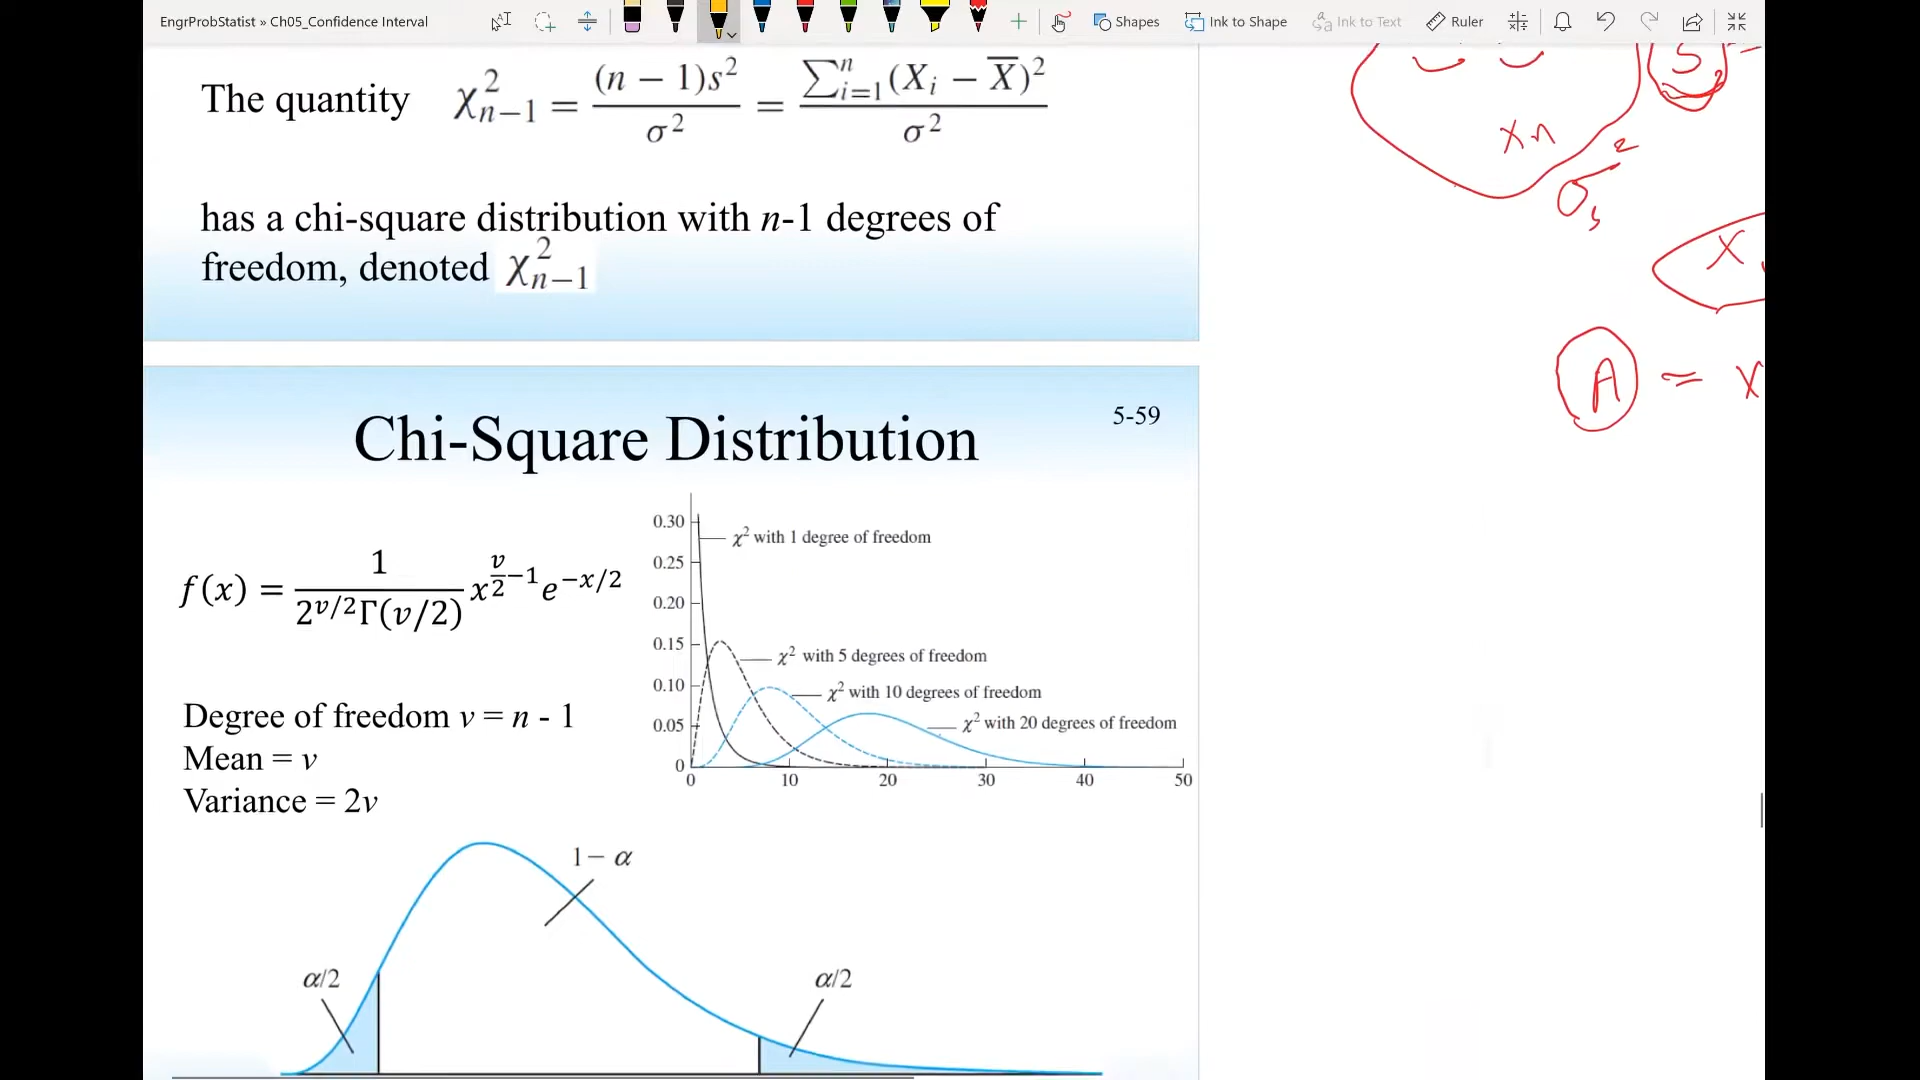 EngrProbStatist » Ch05_Confidence Interval
Shapes
Ink to Shape
Ink to Text
Ruler
The quantity χ²ₙ₋₁ = (n − 1)s² / σ² = ∑ⁿᵢ₌₁(Xᵢ − X̅)² / σ²
has a chi-square distribution with n-1 degrees of
freedom, denoted χ²ₙ₋₁
S²
Xn
σ²
X
A = X
5-59
Chi-Square Distribution
f(x) = 1 / (2^(v/2) Γ(v/2)) x^(v/2 −1) e^(−x/2)
Degree of freedom v = n - 1
Mean = v
Variance = 2v
0.30
0.25
0.20
0.15
0.10
0.05
0
0 10 20 30 40 50
χ² with 1 degree of freedom
χ² with 5 degrees of freedom
χ² with 10 degrees of freedom
χ² with 20 degrees of freedom
1 − α
α/2
α/2